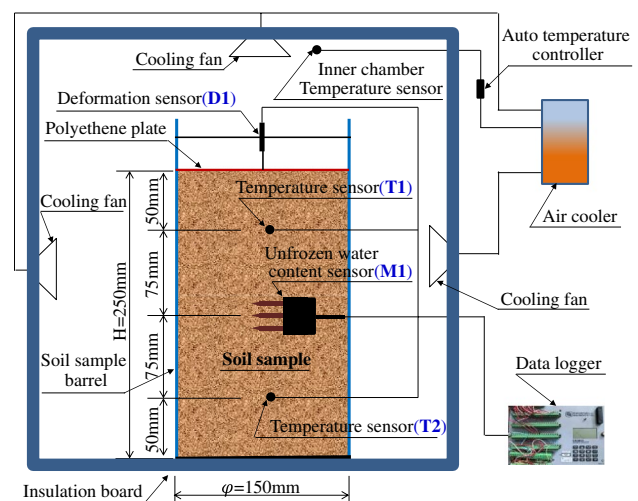 Cooling fan
Auto temperature
controller
Inner chamber
Temperature sensor
Deformation sensor(D1)
Polyethene plate
Temperature sensor(T1)
50mm
Cooling fan
Air cooler
Unfrozen water
content sensor(M1)
75mm
H=250mm
Cooling fan
Soil sample
barrel
75mm
Soil sample
Data logger
Temperature sensor(T2)
50mm
Insulation board
φ=150mm